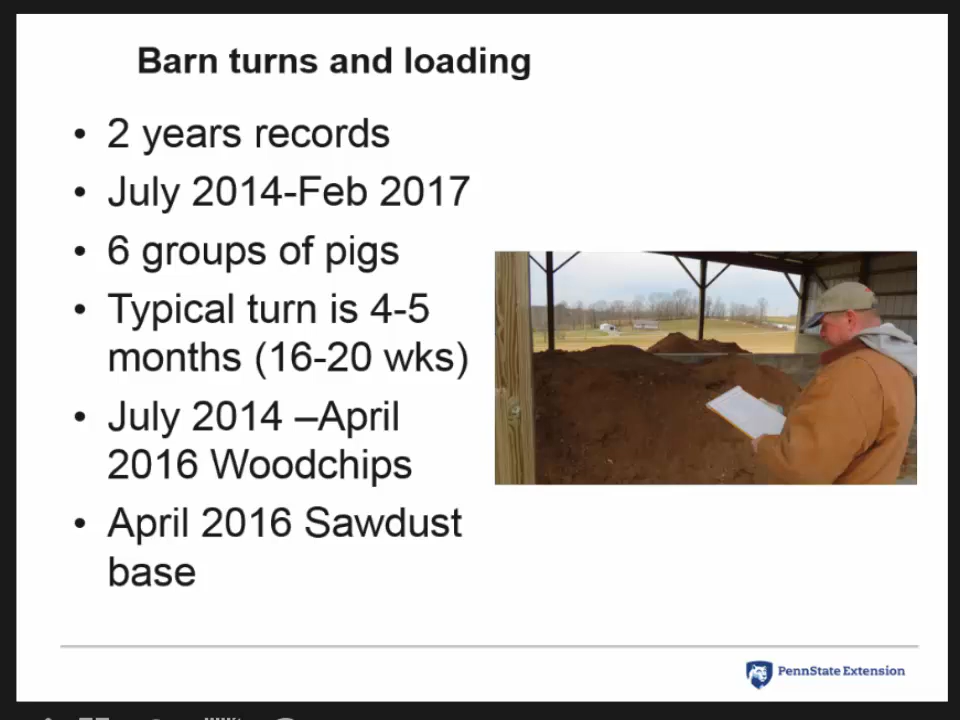 Barn turns and loading
• 2 years records
• July 2014-Feb 2017
• 6 groups of pigs
• Typical turn is 4-5
months (16-20 wks)
• July 2014 –April
2016 Woodchips
• April 2016 Sawdust
base
PennState Extension